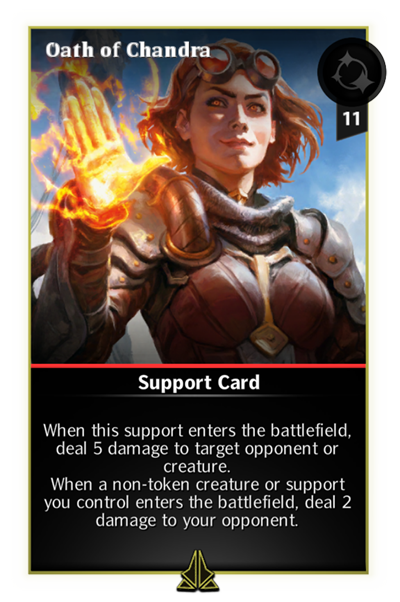 Oath of Chandra
11
Support Card
When this support enters the battlefield,
deal 5 damage to target opponent or
creature.
When a non-token creature or support
you control enters the battlefield, deal 2
damage to your opponent.